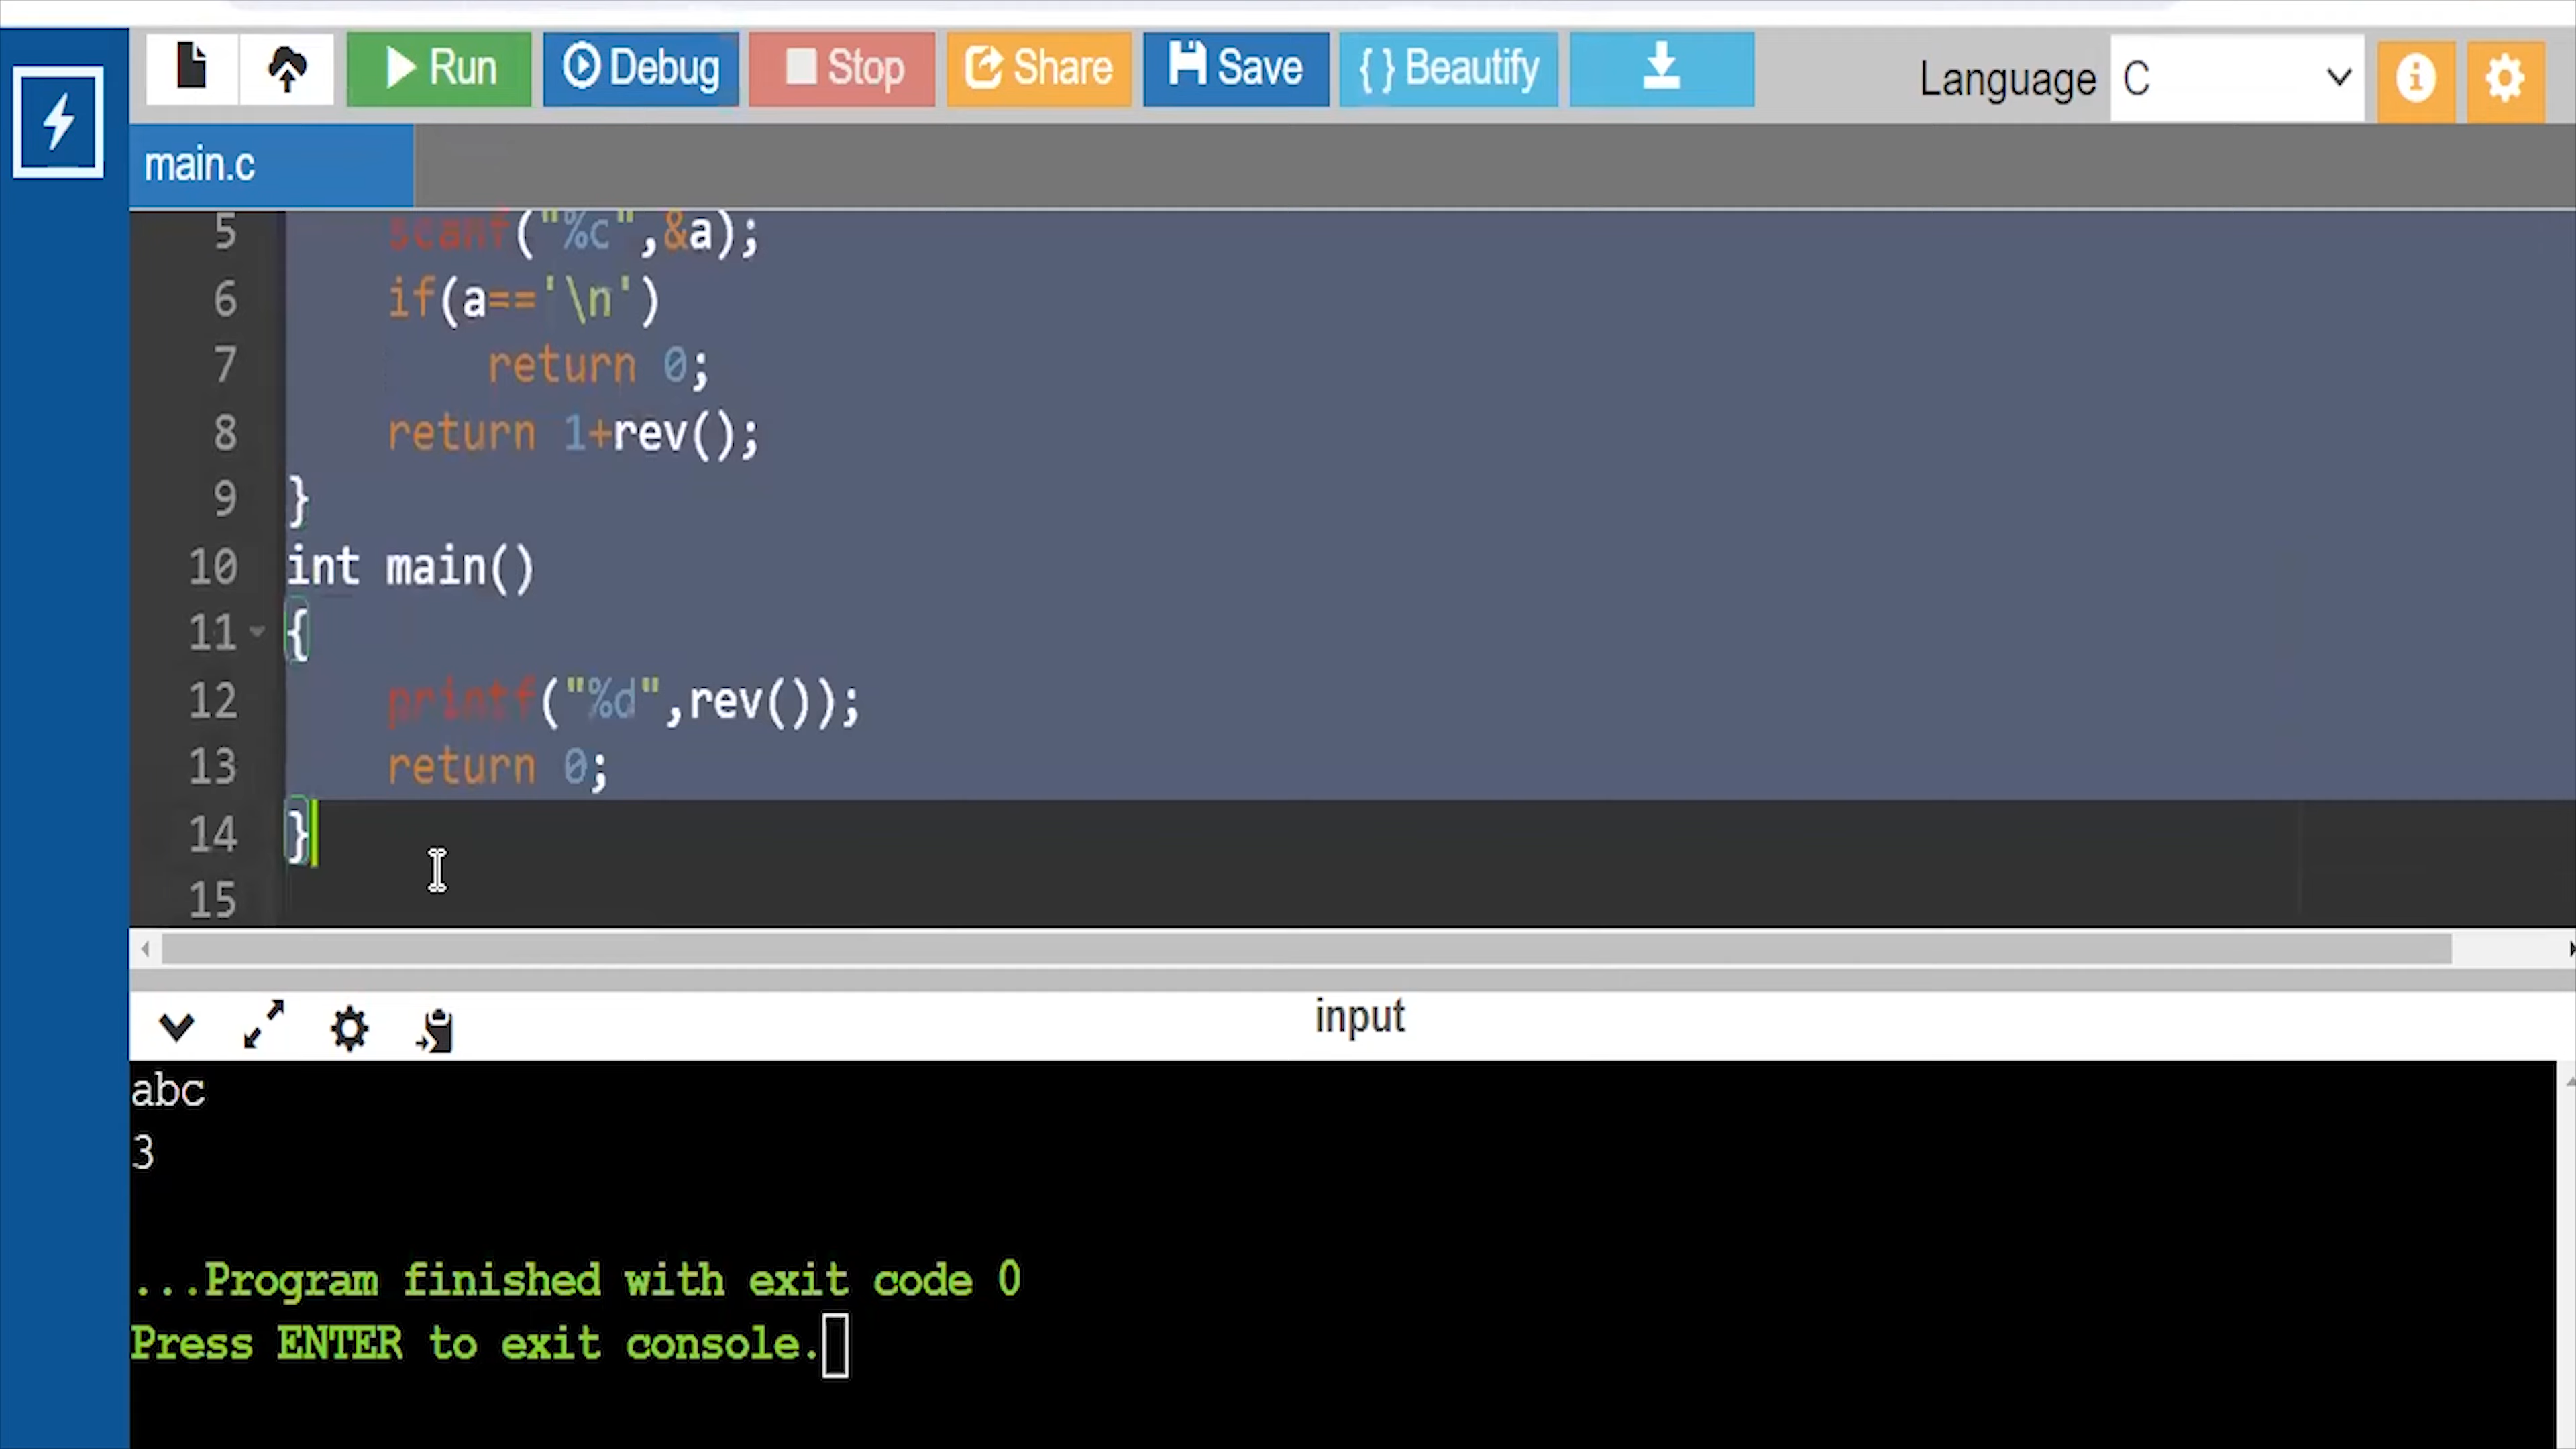 Run Debug Stop Share Save { } Beautify Language C
main.c
5 scanf("%c",&a);
6 if(a=='\n')
7 return 0;
8 return 1+rev();
9 }
10 int main()
11 {
12 printf("%d",rev());
13 return 0;
14 }
15
input
abc
3
...Program finished with exit code 0
Press ENTER to exit console.